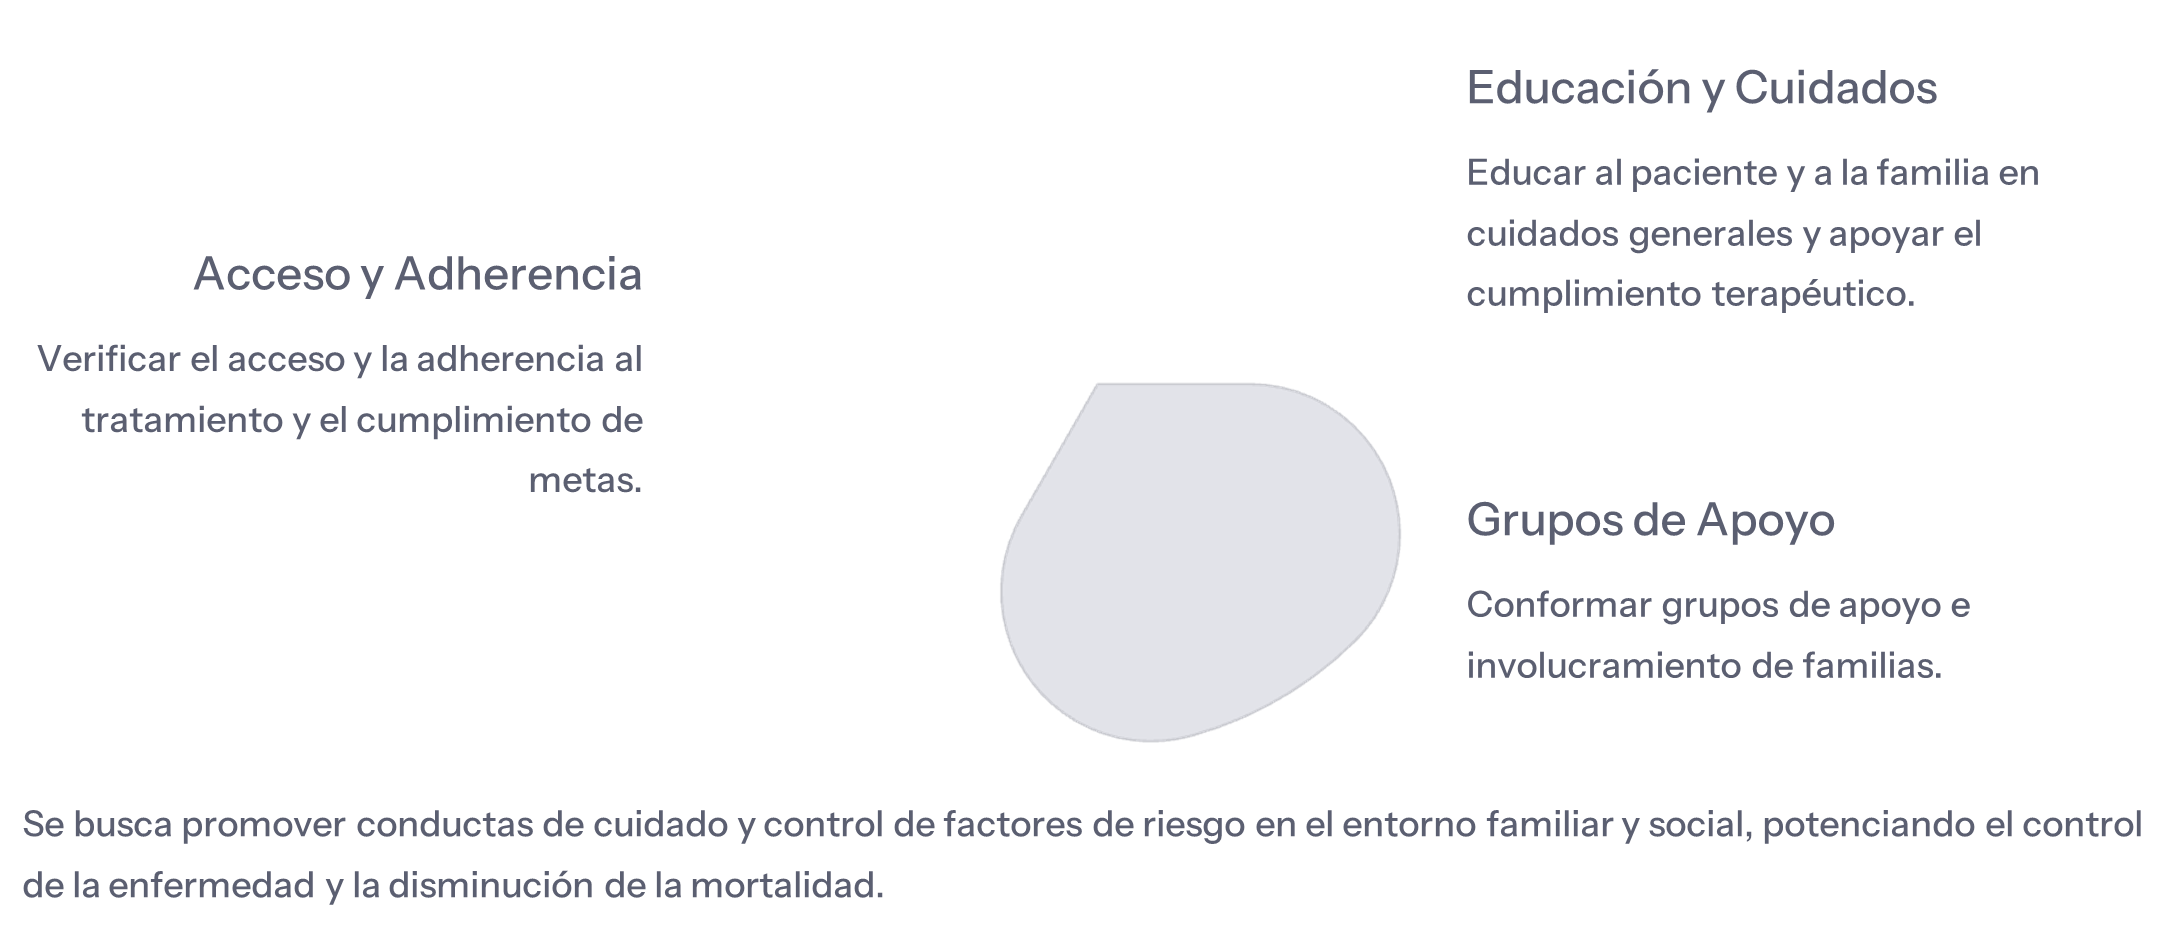 Educación y Cuidados
Educar al paciente y a la familia en
cuidados generales y apoyar el
cumplimiento terapéutico.
Acceso y Adherencia
Verificar el acceso y la adherencia al
tratamiento y el cumplimiento de
metas.
Grupos de Apoyo
Conformar grupos de apoyo e
involucramiento de familias.
Se busca promover conductas de cuidado y control de factores de riesgo en el entorno familiar y social, potenciando el control
de la enfermedad y la disminución de la mortalidad.